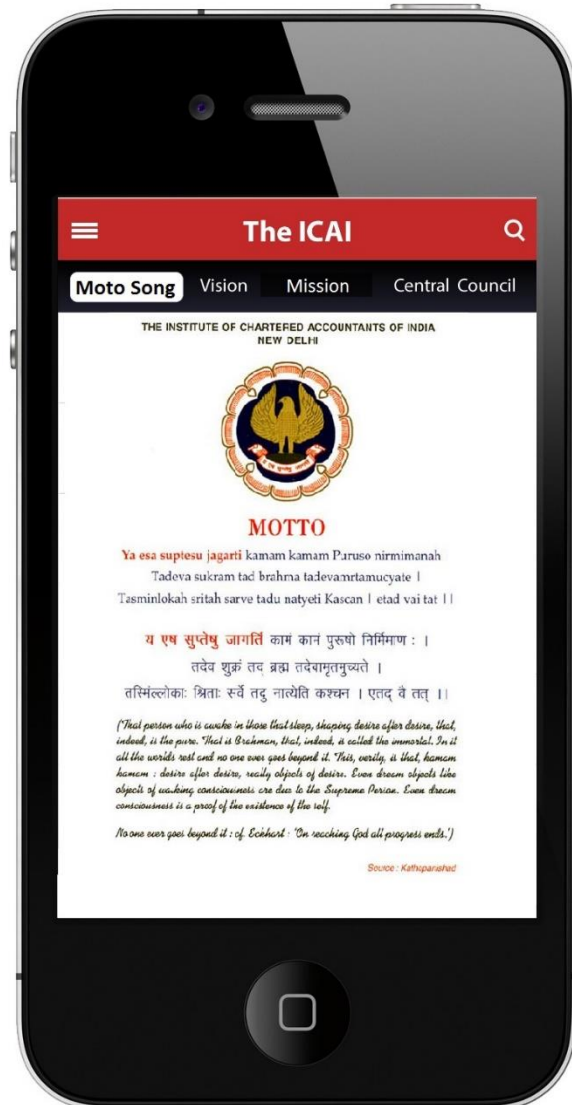 The ICAI
Moto Song Vision Mission Central Council
THE INSTITUTE OF CHARTERED ACCOUNTANTS OF INDIA
NEW DELHI
य एष सुप्तेषु जागर्ति
MOTTO
Ya esa suptesu jagarti kamam kamam Puruso nirmimanah
Tadeva sukram tad brahma tadevamrtamucyate |
Tasminlokah sritah sarve tadu natyeti Kascan | etad vai tat ||
य एष सुप्तेषु जागर्ति कामं कामं पुरुषो निर्मिमाण : ।
तदेव शुक्रं तद् ब्रह्म तदेवामृतमुच्यते ।
तस्मिंल्लोकाः श्रिताः सर्वे तदु नात्येति कश्चन । एतद् वै तत् ।।
('That person who is awake in those that sleep, shaping desire after desire, that,
indeed, is the pure. That is Brahman, that, indeed, is called the immortal. In it
all the worlds rest and no one ever goes beyond it. This, verily, is that, kamam
kamam : desire after desire, really objects of desire. Even dream objects like
objects of waking consciousness are due to the Supreme Person. Even dream
consciousness is a proof of the existence of the self.
No one ever goes beyond it : cf. Eckhart : 'On reaching God all progress ends.')
Source : Kathopanishad